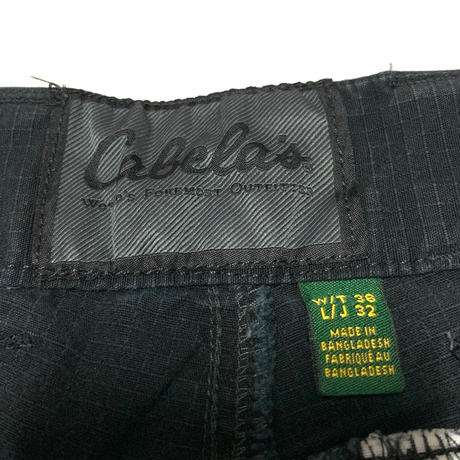 Cabela's
World's Foremost Outfitter
W/T 36
L/J 32
MADE IN
BANGLADESH
FABRIQUÉ AU
BANGLADESH